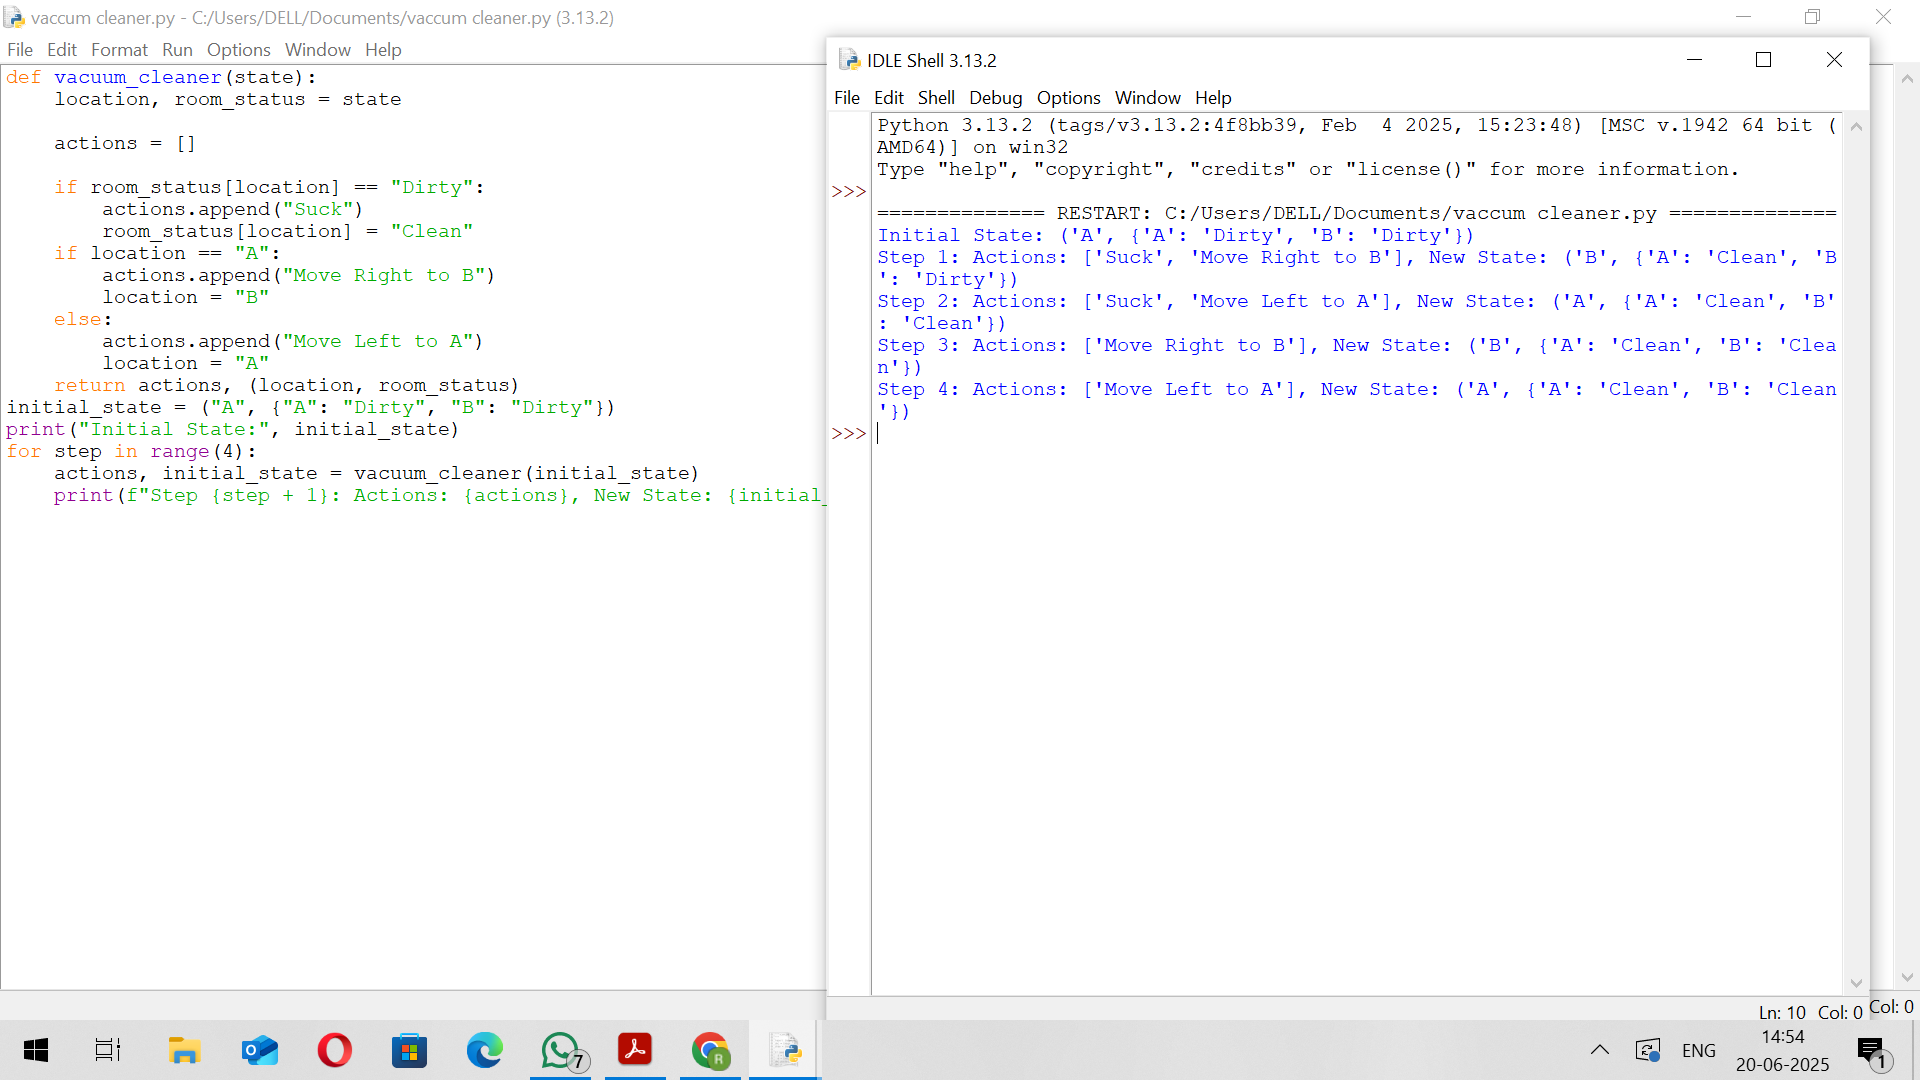 vaccum cleaner.py - C:/Users/DELL/Documents/vaccum cleaner.py (3.13.2)
File Edit Format Run Options Window Help
def vacuum_cleaner(state):
    location, room_status = state
    actions = []
    if room_status[location] == "Dirty":
        actions.append("Suck")
        room_status[location] = "Clean"
    if location == "A":
        actions.append("Move Right to B")
        location = "B"
    else:
        actions.append("Move Left to A")
        location = "A"
    return actions, (location, room_status)
initial_state = ("A", {"A": "Dirty", "B": "Dirty"})
print("Initial State:", initial_state)
for step in range(4):
    actions, initial_state = vacuum_cleaner(initial_state)
    print(f"Step {step + 1}: Actions: {actions}, New State: {initial_
IDLE Shell 3.13.2
File Edit Shell Debug Options Window Help
Python 3.13.2 (tags/v3.13.2:4f8bb39, Feb  4 2025, 15:23:48) [MSC v.1942 64 bit (
AMD64)] on win32
Type "help", "copyright", "credits" or "license()" for more information.
>>>
============== RESTART: C:/Users/DELL/Documents/vaccum cleaner.py ==============
Initial State: ('A', {'A': 'Dirty', 'B': 'Dirty'})
Step 1: Actions: ['Suck', 'Move Right to B'], New State: ('B', {'A': 'Clean', 'B
': 'Dirty'})
Step 2: Actions: ['Suck', 'Move Left to A'], New State: ('A', {'A': 'Clean', 'B'
: 'Clean'})
Step 3: Actions: ['Move Right to B'], New State: ('B', {'A': 'Clean', 'B': 'Clea
n'})
Step 4: Actions: ['Move Left to A'], New State: ('A', {'A': 'Clean', 'B': 'Clean
'})
>>>
Ln: 10 Col: 0
Col: 0
7
R
ENG
14:54
20-06-2025
1